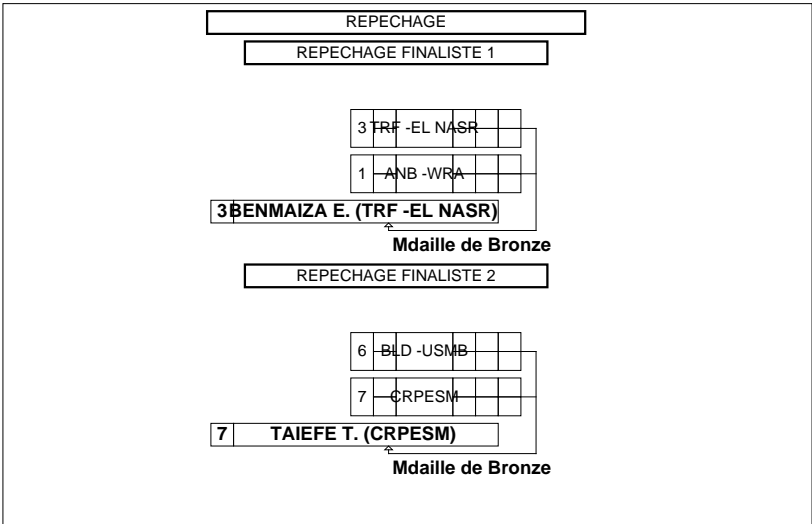 REPECHAGE
REPECHAGE FINALISTE 1
3 TRF -EL NASR
1 ANB -WRA
3 BENMAIZA E. (TRF -EL NASR)
Mdaille de Bronze
REPECHAGE FINALISTE 2
6 BLD -USMB
7 CRPESM
7 TAIEFE T. (CRPESM)
Mdaille de Bronze